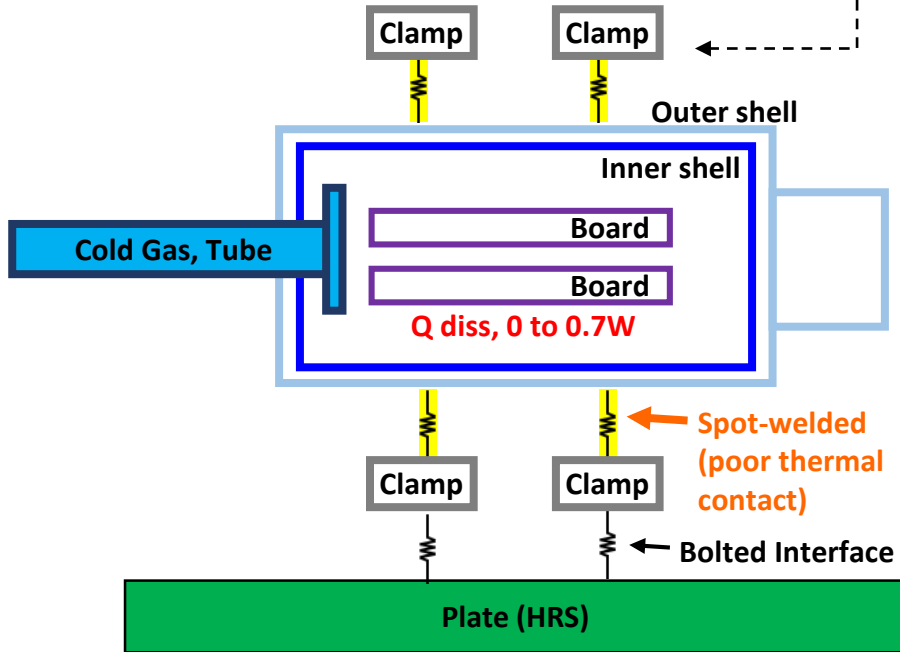 Clamp
Clamp
Outer shell
Inner shell
Board
Cold Gas, Tube
Board
Q diss, 0 to 0.7W
Spot-welded
(poor thermal
contact)
Clamp
Clamp
Bolted Interface
Plate (HRS)